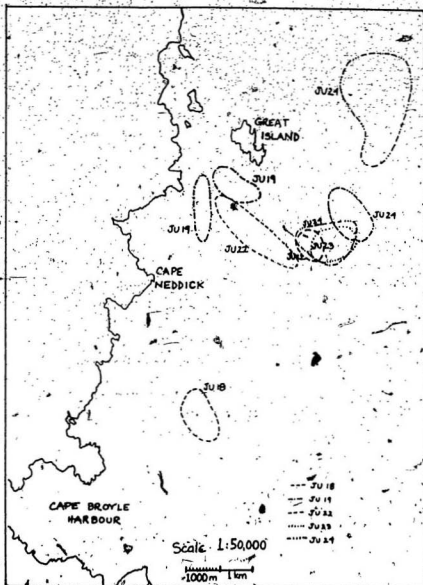 JU24
GREAT
ISLAND
JU19
JU19
JU24
JU21
JU23
JU22
CAPE
NEDDICK
JU18
CAPE BROYLE
HARBOUR
JU 18
JU 19
JU 22
JU 23
JU 24
Scale 1:50,000
1000m 1km